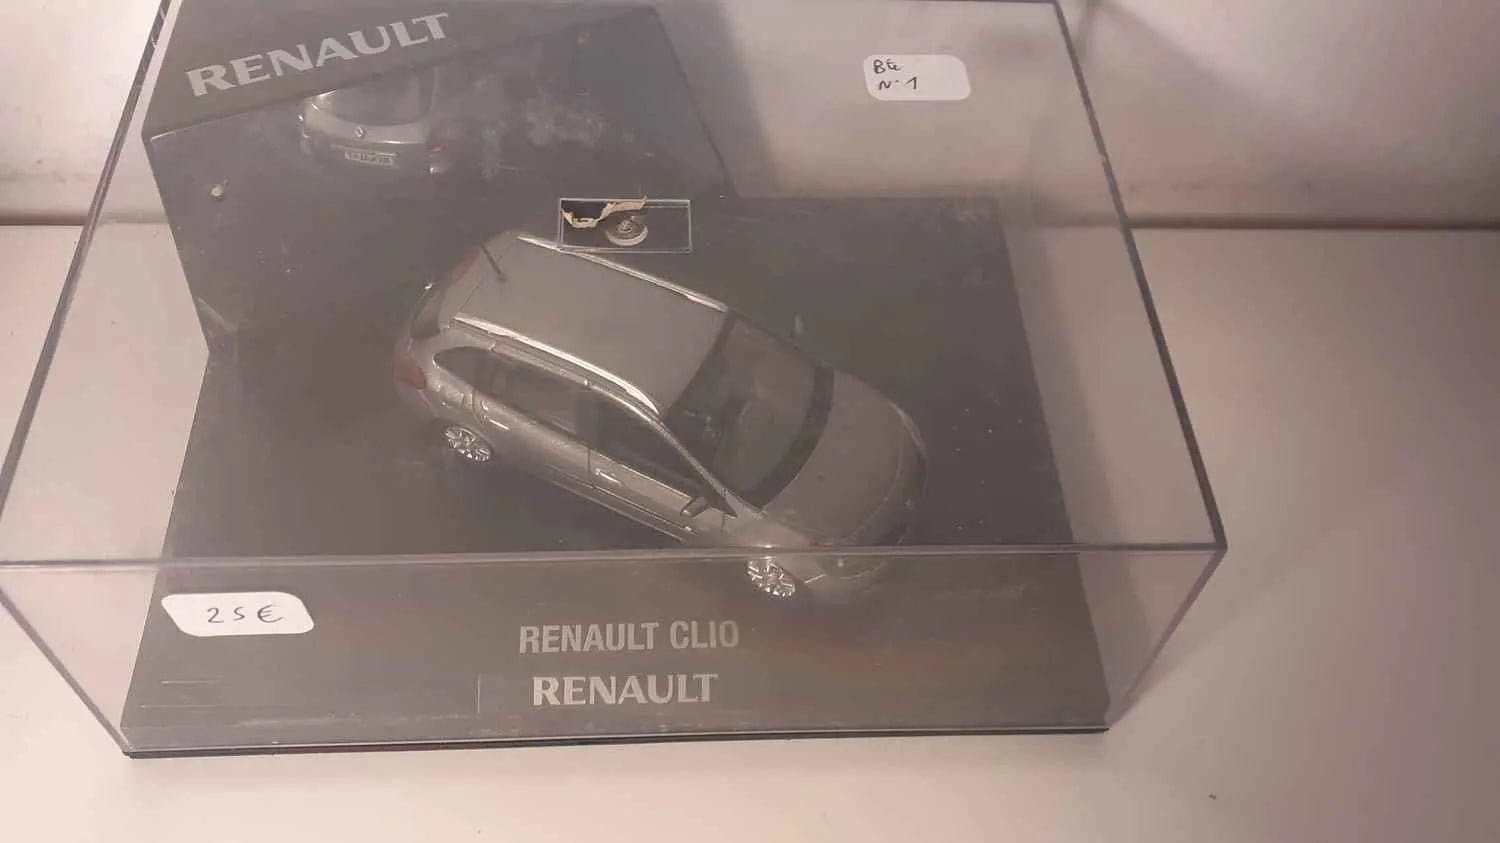 RENAULT
BE
N°1
25€
RENAULT CLIO
RENAULT